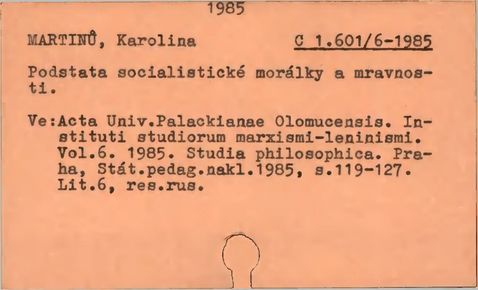 1985
MARTINŮ, Karolina C 1.601/6-1985
Podstata socialistické morálky a mravnos-
ti.
Ve:Acta Univ.Palackianae Olomucensis. In-
stituti studiorum marxismi-leninismi.
Vol.6. 1985. Studia philosophica. Pra-
ha, Stát.pedag.nakl.1985, s.119-127.
Lit.6, res.rus.